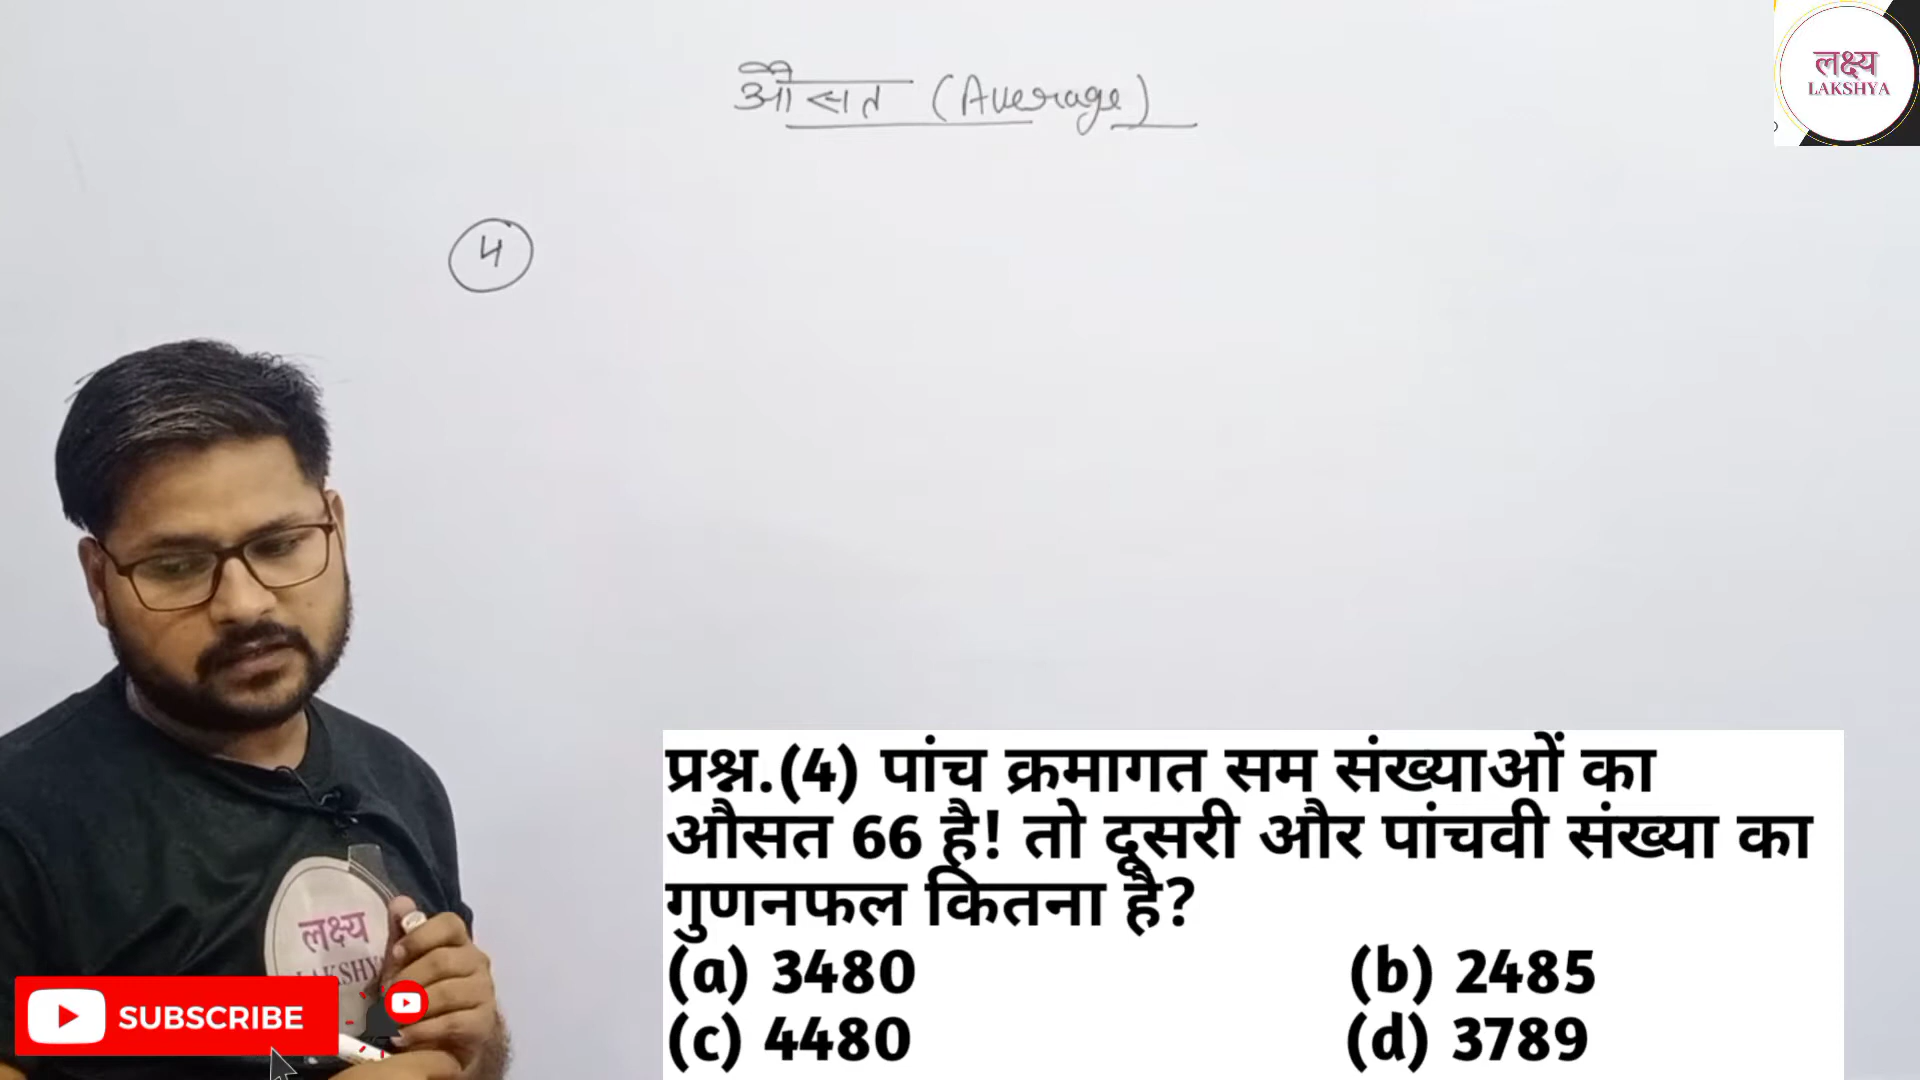 औसत (Average)
लक्ष्य
LAKSHYA
4
लक्ष्य
LAKSHY
SUBSCRIBE
प्रश्न.(4) पांच क्रमागत सम संख्याओं का
औसत 66 है! तो दूसरी और पांचवी संख्या का
गुणनफल कितना है?
(a) 3480 (b) 2485
(c) 4480 (d) 3789